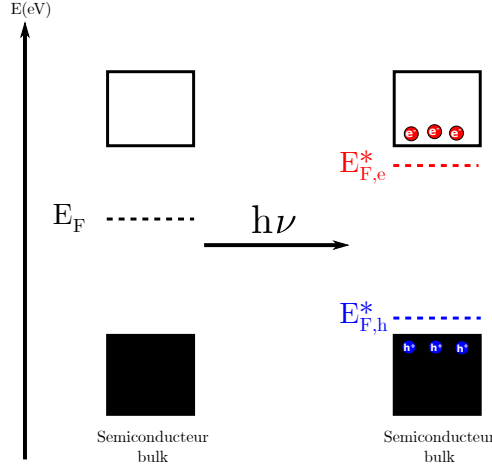 E(eV)
e⁻ e⁻ e⁻
E*F,e
EF
hν
E*F,h
h⁺ h⁺ h⁺
Semiconducteur
bulk
Semiconducteur
bulk